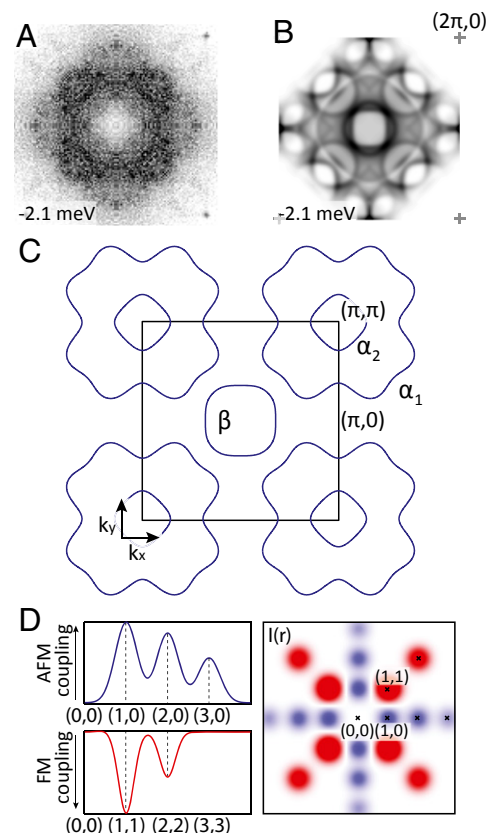 A
B
(2π,0)
-2.1 meV
-2.1 meV
C
(π,π)
α2
α1
β
(π,0)
ky
kx
D
AFM coupling
(0,0) (1,0) (2,0) (3,0)
FM coupling
(0,0) (1,1) (2,2) (3,3)
I(r)
(1,1)
(0,0)(1,0)